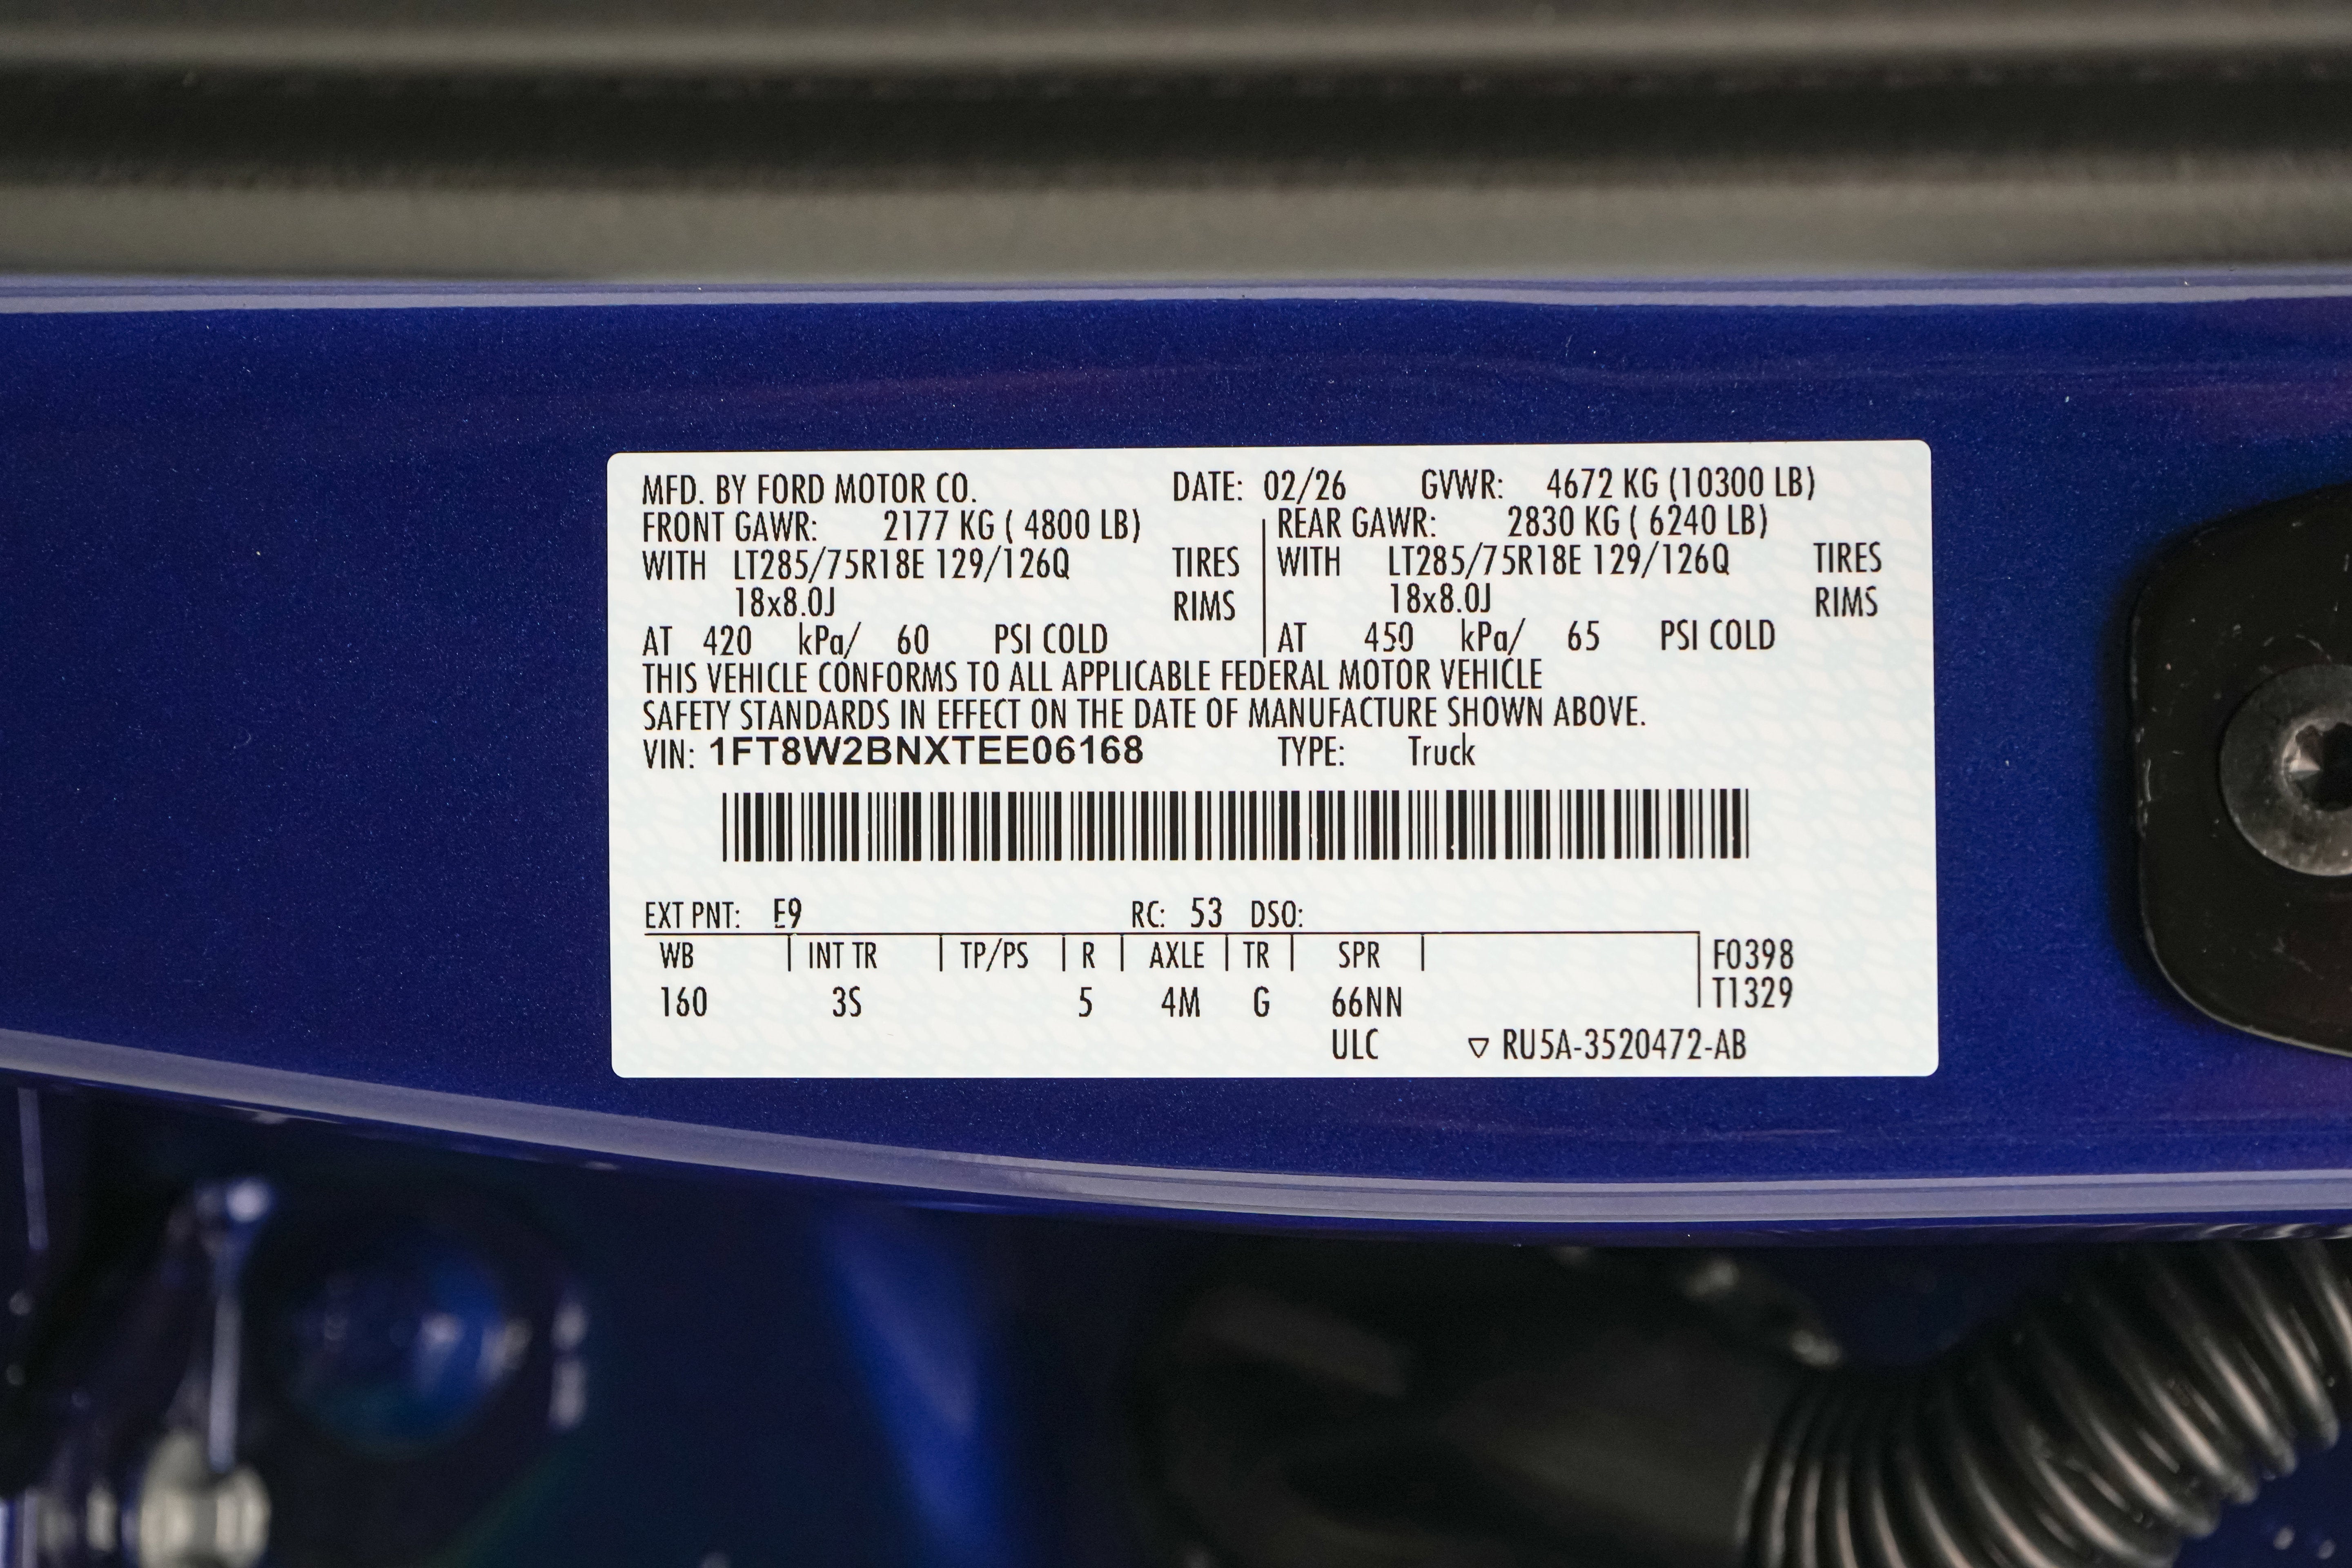 MFD. BY FORD MOTOR CO. DATE: 02/26 GVWR: 4672 KG (10300 LB)
FRONT GAWR: 2177 KG ( 4800 LB) REAR GAWR: 2830 KG ( 6240 LB)
WITH LT285/75R18E 129/126Q TIRES WITH LT285/75R18E 129/126Q TIRES
18x8.0J RIMS 18x8.0J RIMS
AT 420 kPa/ 60 PSI COLD AT 450 kPa/ 65 PSI COLD
THIS VEHICLE CONFORMS TO ALL APPLICABLE FEDERAL MOTOR VEHICLE
SAFETY STANDARDS IN EFFECT ON THE DATE OF MANUFACTURE SHOWN ABOVE.
VIN: 1FT8W2BNXTEE06168 TYPE: Truck
EXT PNT: E9 RC: 53 DSO:
WB INT TR TP/PS R AXLE TR SPR F0398
160 3S 5 4M G 66NN T1329
ULC ▽ RU5A-3520472-AB